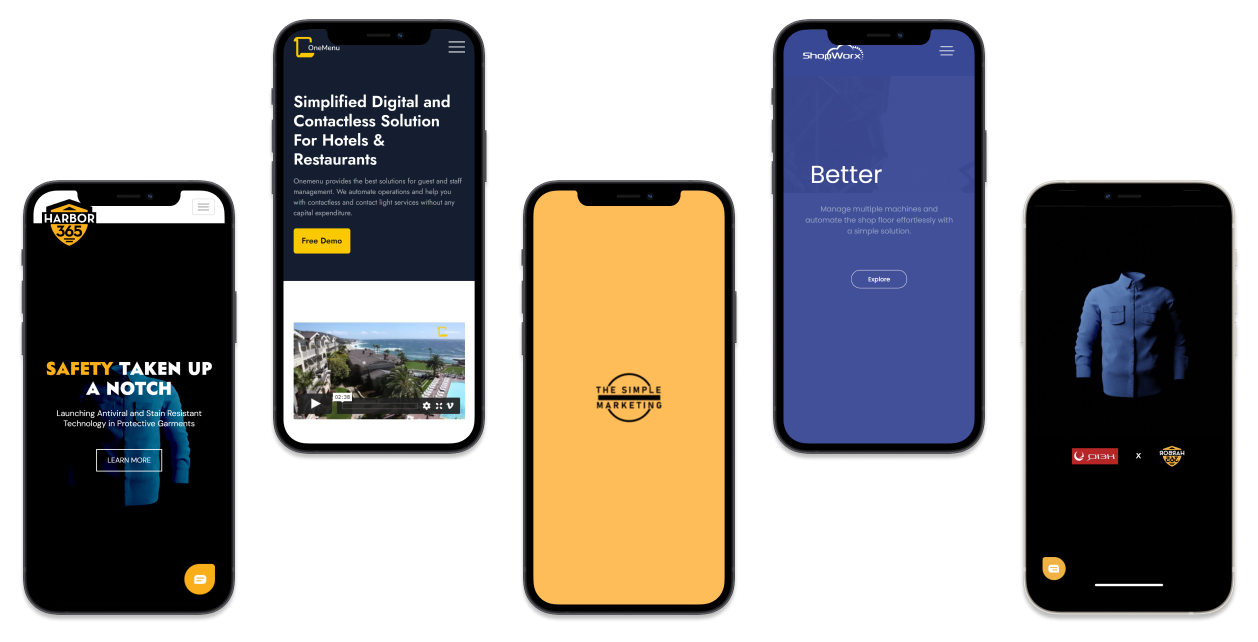 HARBOR
365
SAFETY TAKEN UP
A NOTCH
Launching Antiviral and Stain Resistant
Technology in Protective Garments
LEARN MORE
OneMenu
Simplified Digital and
Contactless Solution
For Hotels &
Restaurants
Onemenu provides the best solutions for guest and staff
management. We automate operations and help you
with contactless and contact light services without any
capital expenditure.
Free Demo
02:38
THE SIMPLE
MARKETING
ShopWorx
Better
Manage multiple machines and
automate the shop floor effortlessly with
a simple solution.
Explore
X